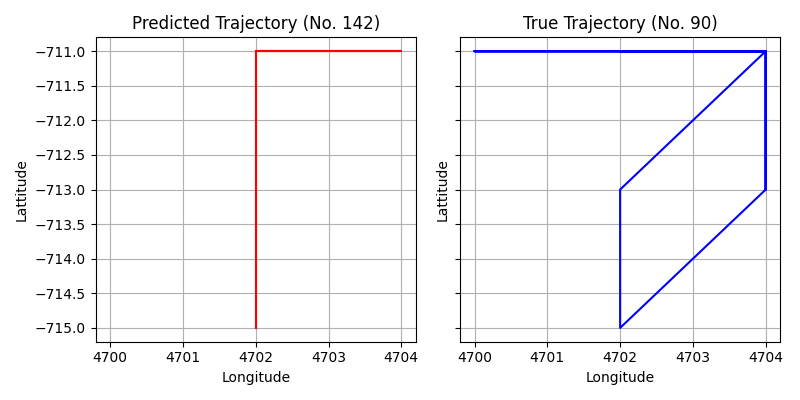 Predicted Trajectory (No. 142)
True Trajectory (No. 90)
−711.0
−711.5
−712.0
−712.5
−713.0
−713.5
−714.0
−714.5
−715.0
Lattitude
Lattitude
4700 4701 4702 4703 4704
4700 4701 4702 4703 4704
Longitude
Longitude